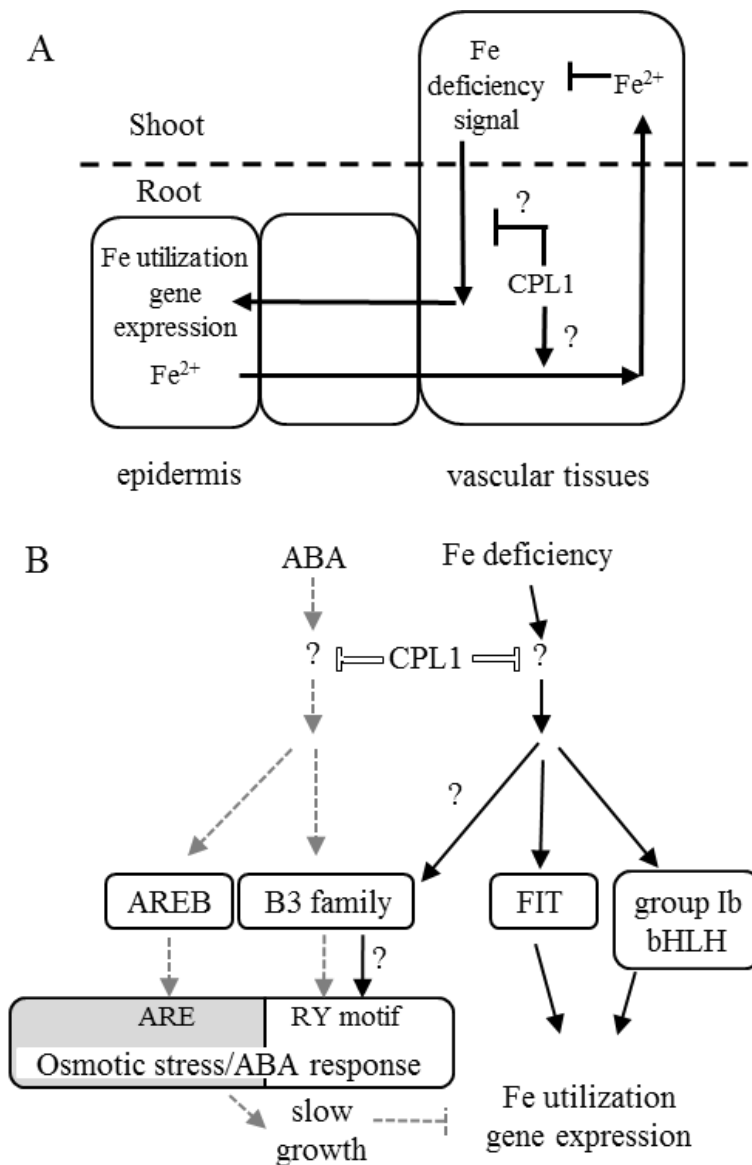 A
Fe
deficiency
signal
Fe²⁺
Shoot
Root
?
Fe utilization
gene
expression
CPL1
?
Fe²⁺
epidermis
vascular tissues
B
ABA
Fe deficiency
? CPL1 ?
?
AREB
B3 family
FIT
group Ib
bHLH
?
ARE
RY motif
Osmotic stress/ABA response
slow
growth
Fe utilization
gene expression